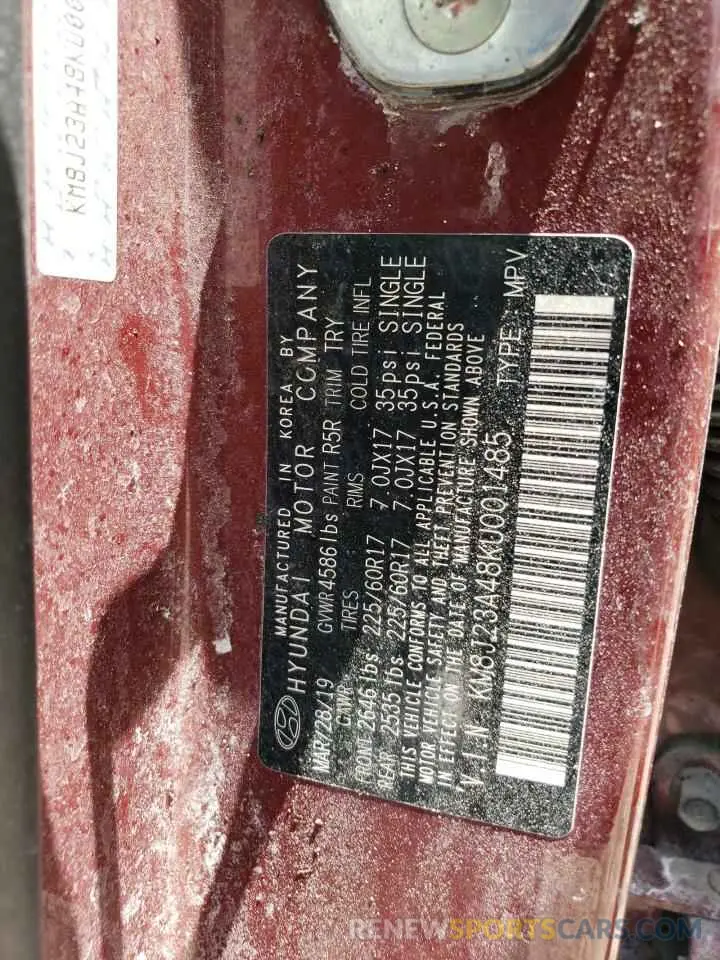 MANUFACTURED IN KOREA BY
HYUNDAI MOTOR COMPANY
MAR/28/19 GVWR 4586 lbs PAINT R5R TRIM TRY
GAWR TIRES RIMS COLD TIRE INFL
FRONT 2646 lbs 225/60R17 7.0JX17 35psi SINGLE
REAR 2535 lbs 225/60R17 7.0JX17 35psi SINGLE
THIS VEHICLE CONFORMS TO ALL APPLICABLE U.S.A. FEDERAL
MOTOR VEHICLE SAFETY AND THEFT PREVENTION STANDARDS
IN EFFECT ON THE DATE OF MANUFACTURE SHOWN ABOVE
V.I.N: KM8J23A48KU001485 TYPE: MPV
KM8J23A48KU00
RENEWSPORTSCARS.COM